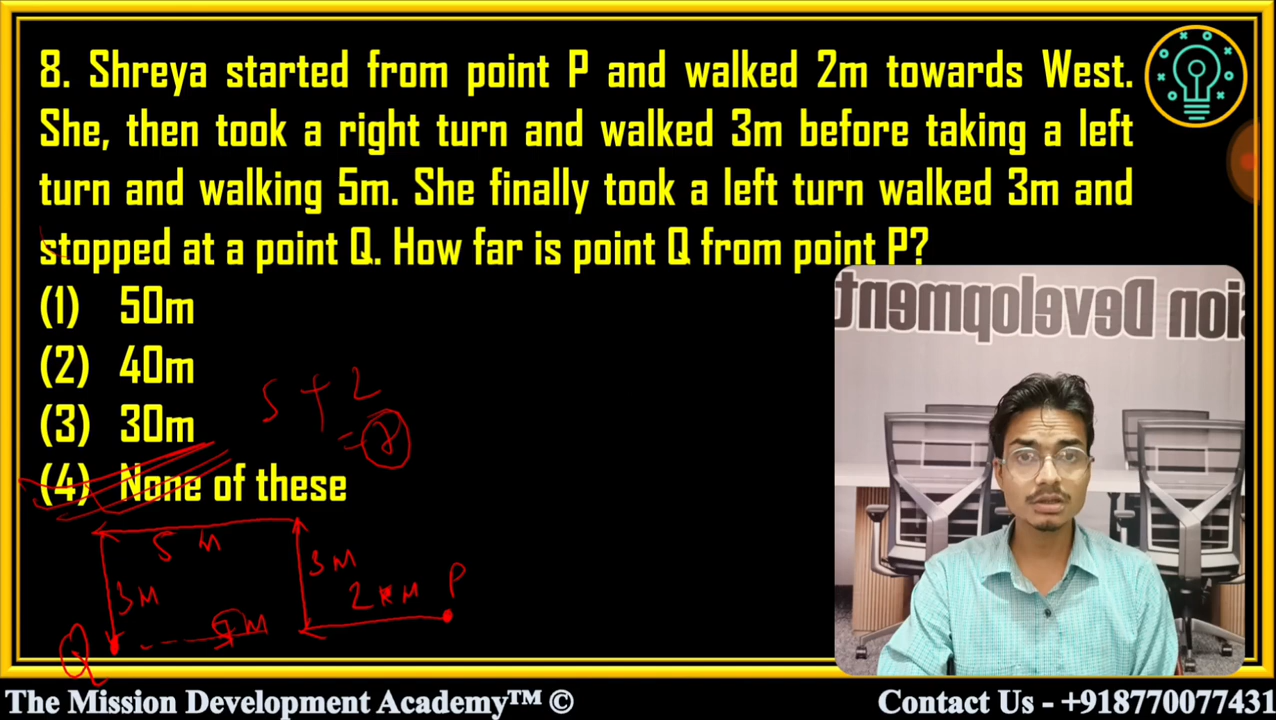 8. Shreya started from point P and walked 2m towards West.
She, then took a right turn and walked 3m before taking a left
turn and walking 5m. She finally took a left turn walked 3m and
stopped at a point Q. How far is point Q from point P?
(1) 50m
(2) 40m
(3) 30m
(4) None of these
ion Development
5 + 2
=
5 M
3M
3M
2KM P
M
Q
The Mission Development Academy™ ©
Contact Us - +918770077431